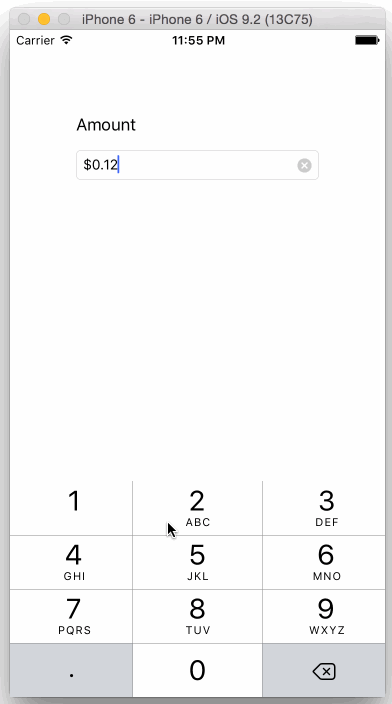 iPhone 6 - iPhone 6 / iOS 9.2 (13C75)
Carrier 11:55 PM
Amount
$0.12
1 2 3
ABC DEF
4 5 6
GHI JKL MNO
7 8 9
PQRS TUV WXYZ
. 0